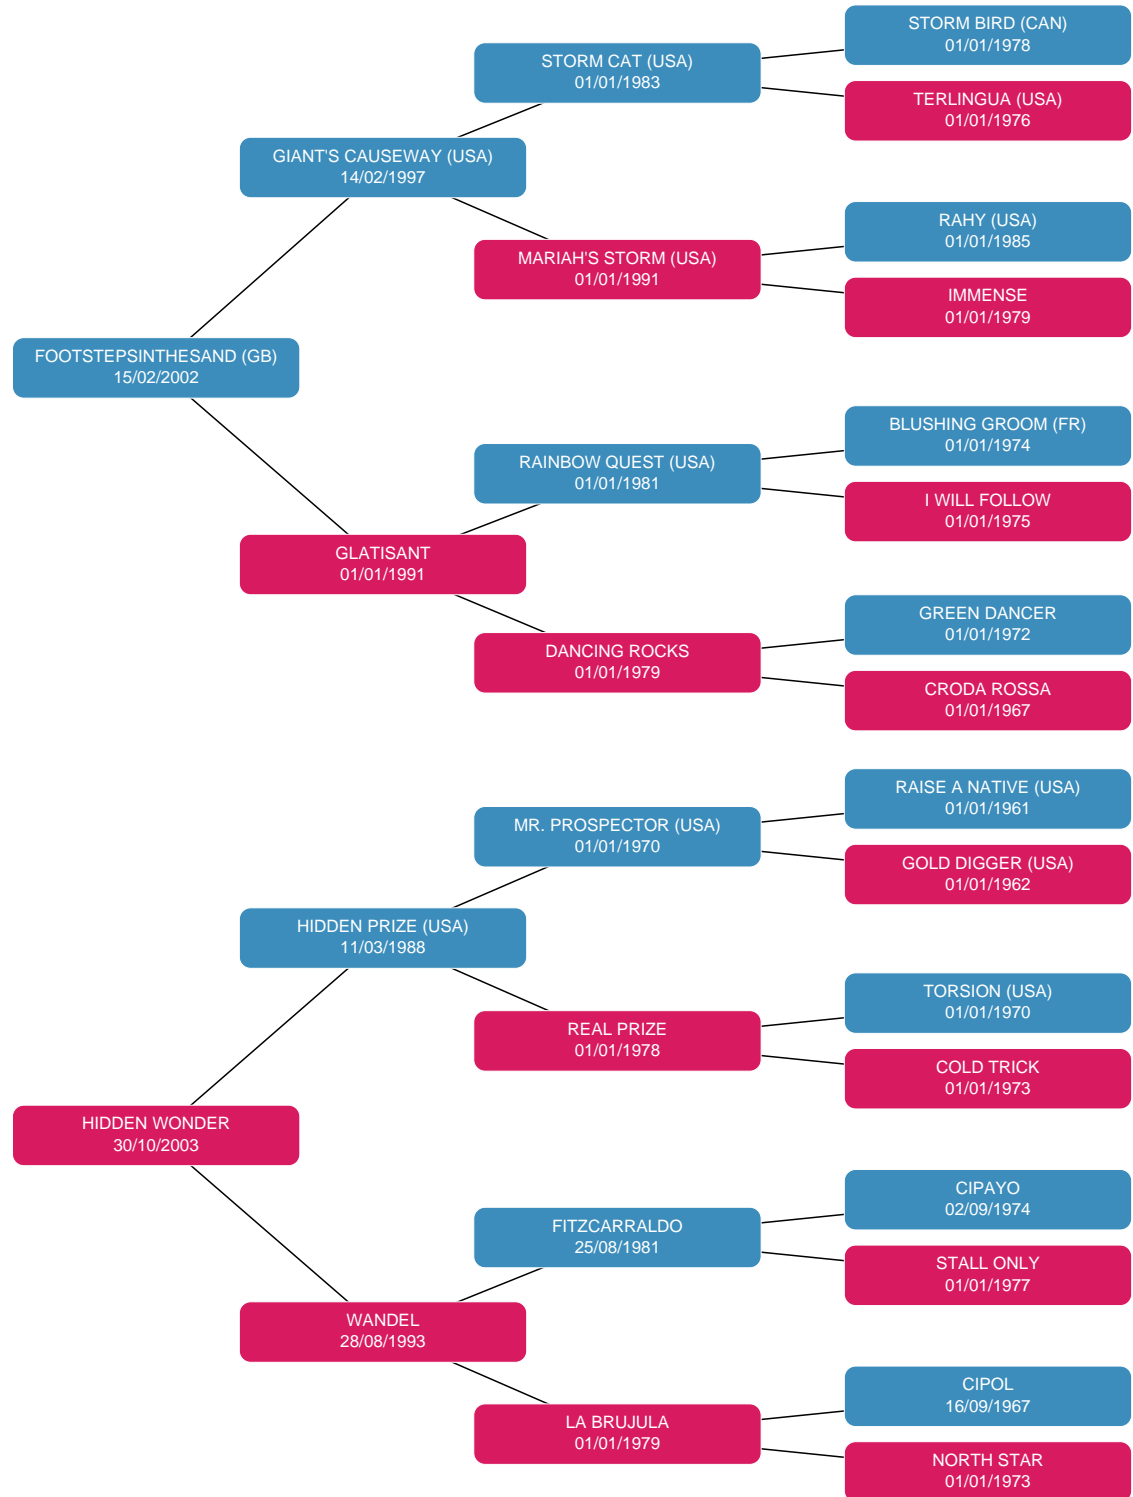 STORM BIRD (CAN)
01/01/1978
STORM CAT (USA)
01/01/1983
TERLINGUA (USA)
01/01/1976
GIANT'S CAUSEWAY (USA)
14/02/1997
RAHY (USA)
01/01/1985
MARIAH'S STORM (USA)
01/01/1991
IMMENSE
01/01/1979
FOOTSTEPSINTHESAND (GB)
15/02/2002
BLUSHING GROOM (FR)
01/01/1974
RAINBOW QUEST (USA)
01/01/1981
I WILL FOLLOW
01/01/1975
GLATISANT
01/01/1991
GREEN DANCER
01/01/1972
DANCING ROCKS
01/01/1979
CRODA ROSSA
01/01/1967
RAISE A NATIVE (USA)
01/01/1961
MR. PROSPECTOR (USA)
01/01/1970
GOLD DIGGER (USA)
01/01/1962
HIDDEN PRIZE (USA)
11/03/1988
TORSION (USA)
01/01/1970
REAL PRIZE
01/01/1978
COLD TRICK
01/01/1973
HIDDEN WONDER
30/10/2003
CIPAYO
02/09/1974
FITZCARRALDO
25/08/1981
STALL ONLY
01/01/1977
WANDEL
28/08/1993
CIPOL
16/09/1967
LA BRUJULA
01/01/1979
NORTH STAR
01/01/1973